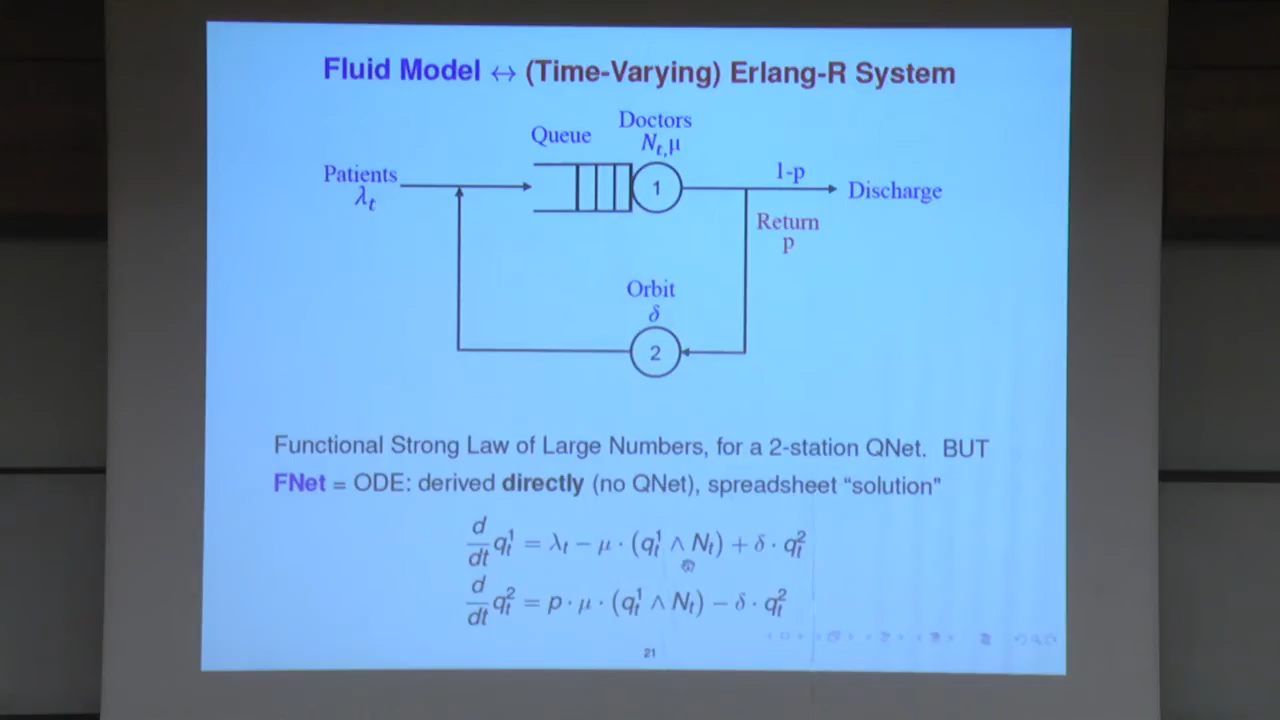 Fluid Model ↔ (Time-Varying) Erlang-R System
Doctors
Queue
N_t, μ
Patients
λ_t
1
1-p
Discharge
Return
p
Orbit
δ
2
Functional Strong Law of Large Numbers, for a 2-station QNet. BUT
FNet = ODE: derived directly (no QNet), spreadsheet “solution”
d/dt q_t^1 = λ_t − μ · (q_t^1 ∧ N_t) + δ · q_t^2
d/dt q_t^2 = p · μ · (q_t^1 ∧ N_t) − δ · q_t^2
21